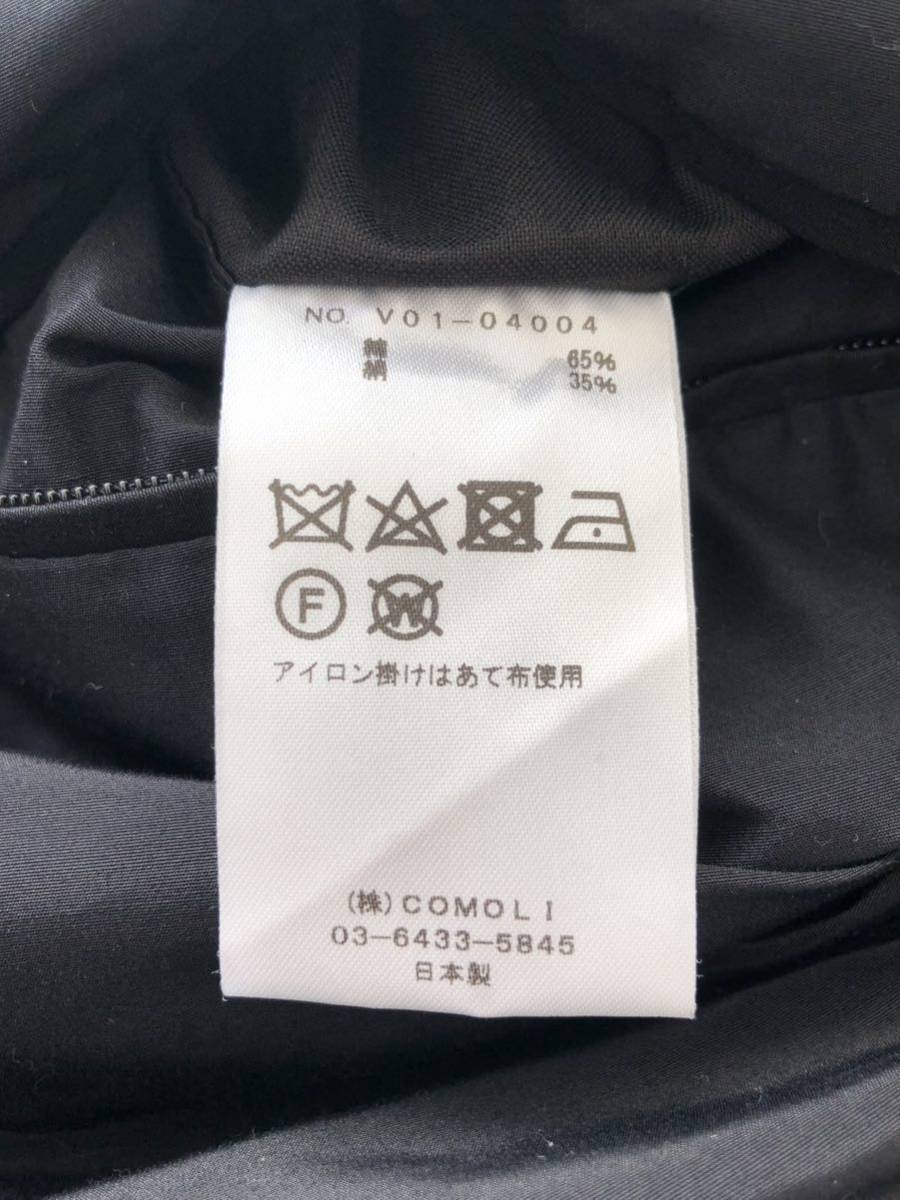 NO. V01-04004
綿 65%
絹 35%
F W
アイロン掛けはあて布使用
(株)COMOLI
03-6433-5845
日本製